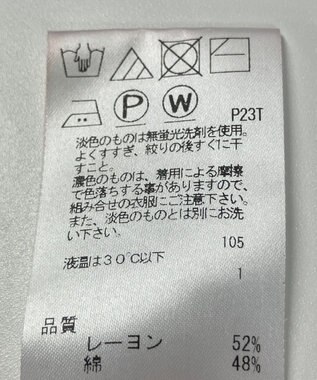 P W P23T
淡色のものは無蛍光洗剤を使用。
よくすすぎ、絞りの後すぐに干
すこと。
濃色のものは、着用による摩擦
で色落ちする事がありますので、
組み合せの衣服にご注意下さい。
また、淡色のものとは別にお洗
い下さい。
105
液温は30℃以下
1
品質
レーヨン 52%
綿 48%